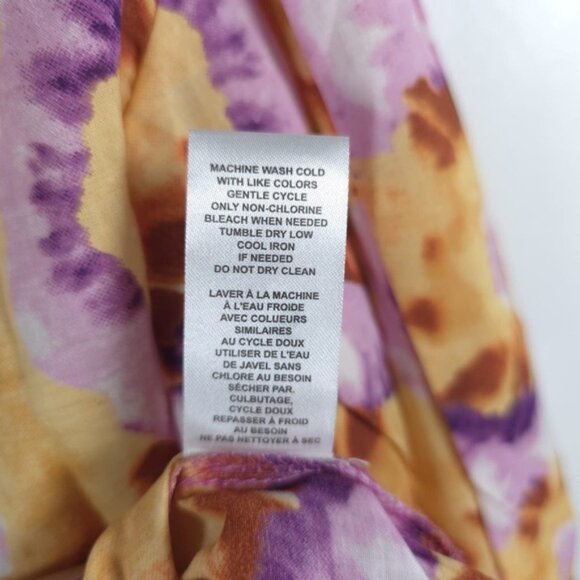 MACHINE WASH COLD
WITH LIKE COLORS
GENTLE CYCLE
ONLY NON-CHLORINE
BLEACH WHEN NEEDED
TUMBLE DRY LOW
COOL IRON
IF NEEDED
DO NOT DRY CLEAN
LAVER À LA MACHINE
À L'EAU FROIDE
AVEC COLUEURS
SIMILAIRES
AU CYCLE DOUX
UTILISER DE L'EAU
DE JAVEL SANS
CHLORE AU BESOIN
SÉCHER PAR.
CULBUTAGE,
CYCLE DOUX
REPASSER À FROID
AU BESOIN
NE PAS NETTOYER À SEC